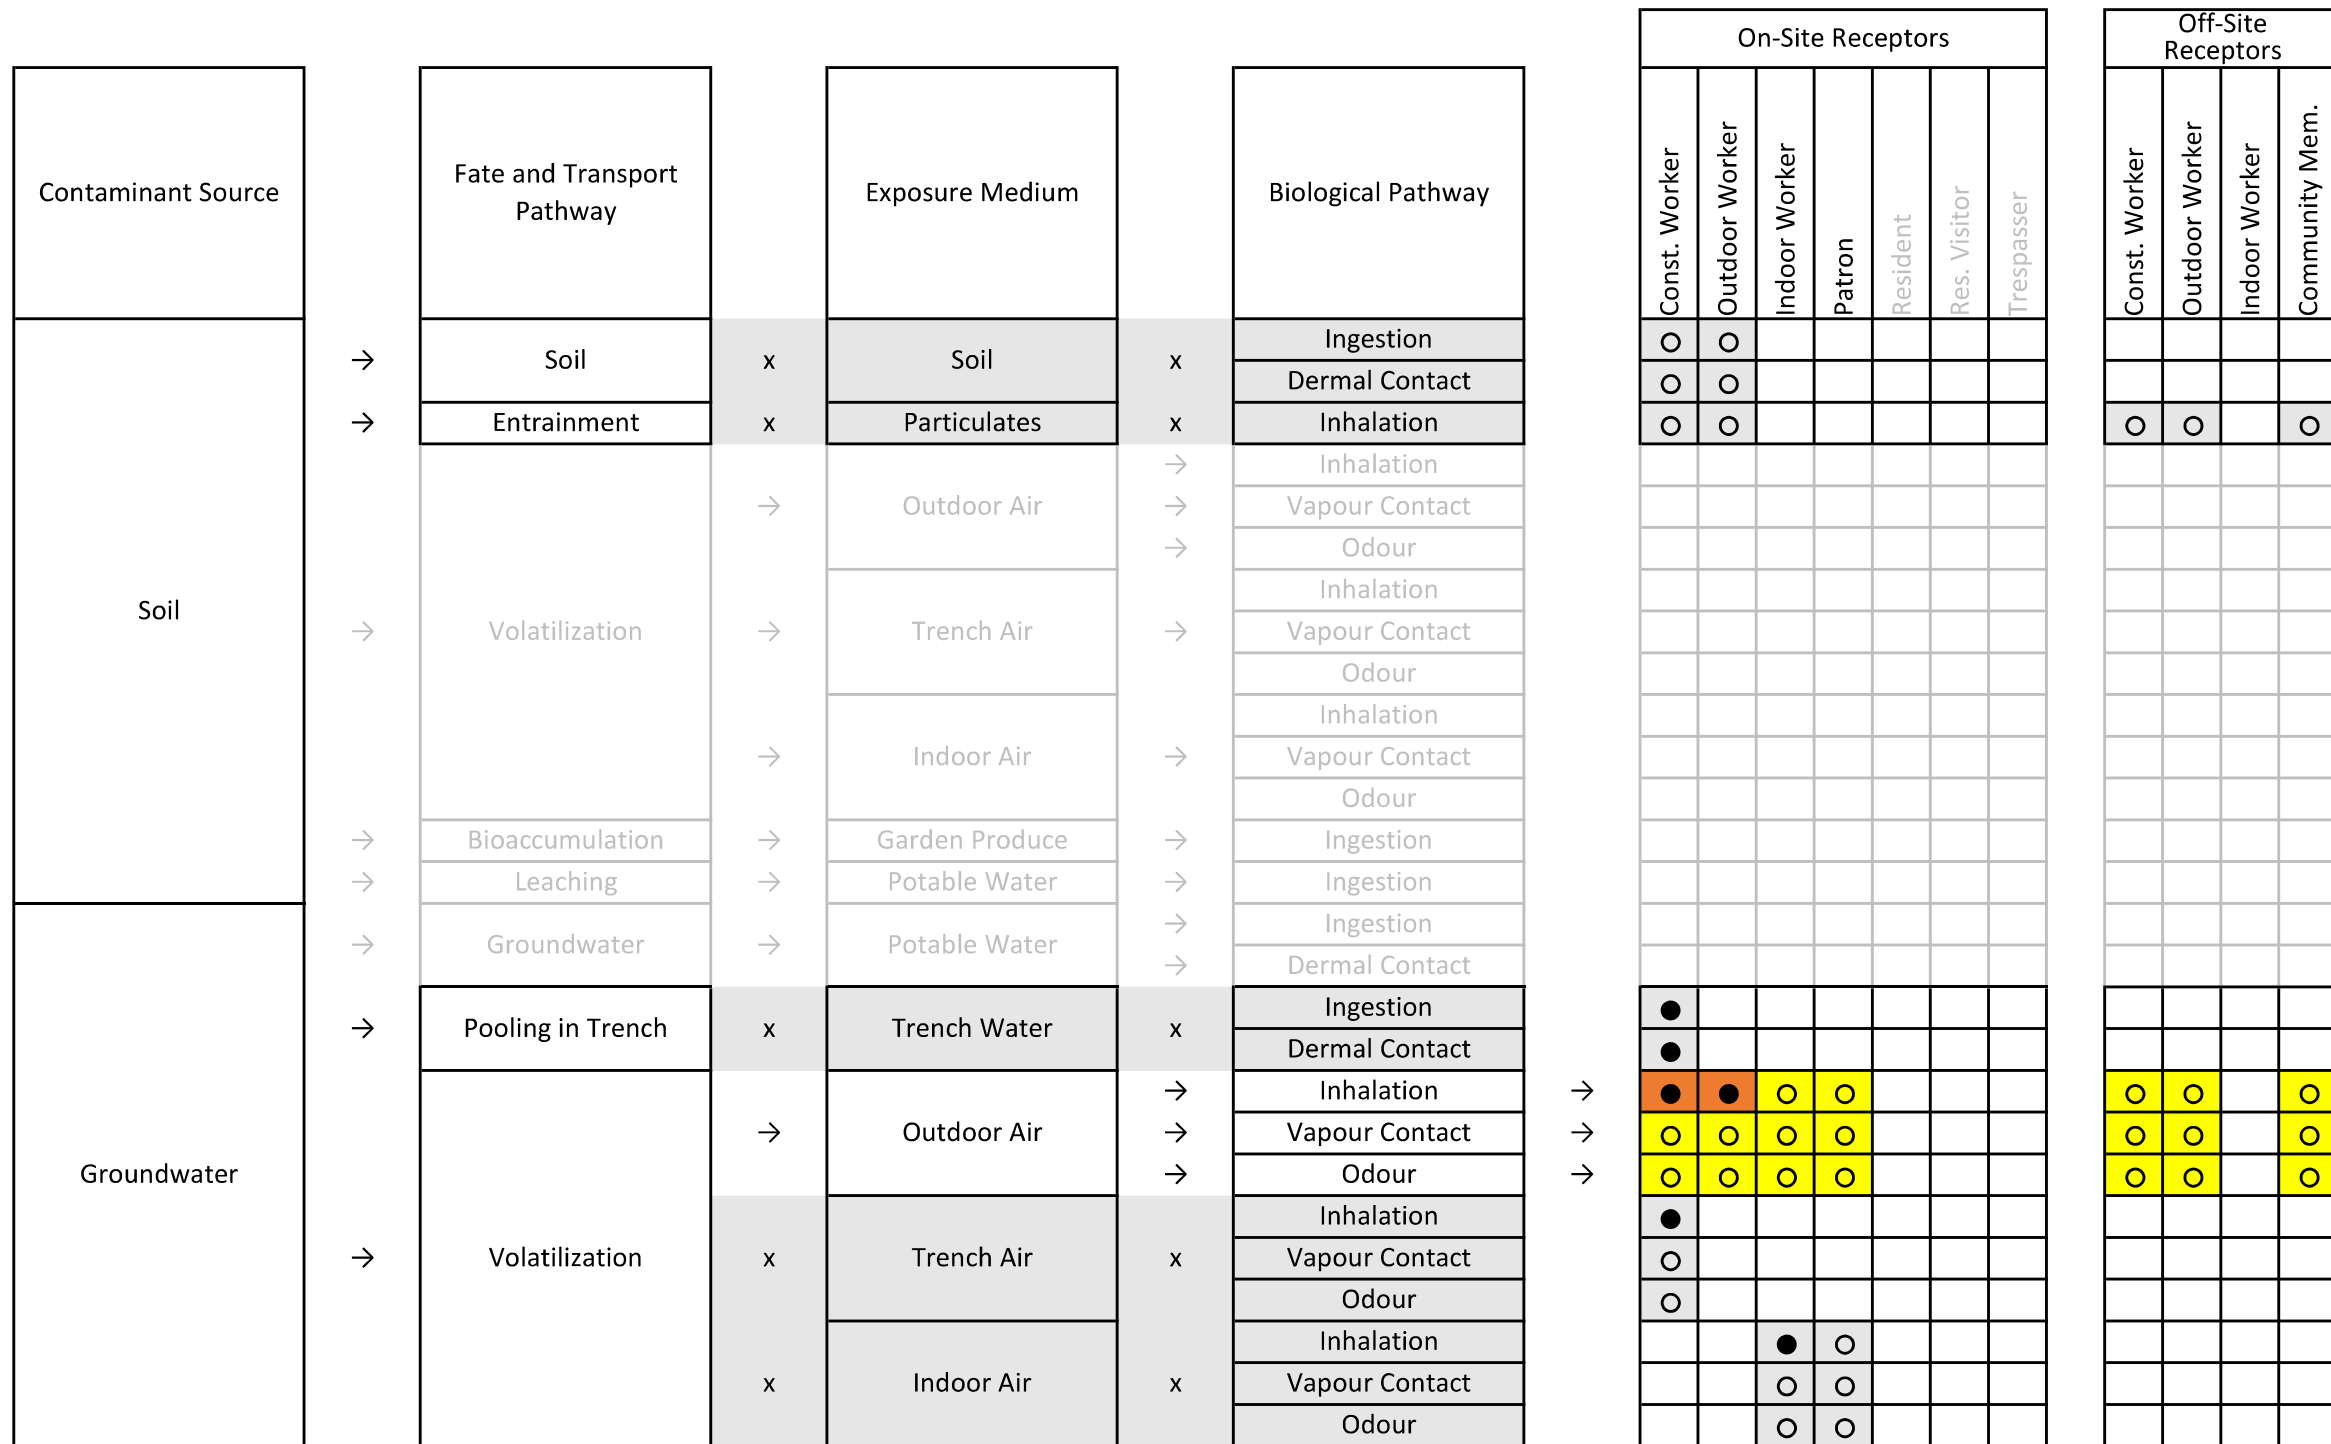 On-Site Receptors
Off-Site
Receptors
Contaminant Source
Fate and Transport
Pathway
Exposure Medium
Biological Pathway
Const. Worker
Outdoor Worker
Indoor Worker
Patron
Resident
Res. Visitor
Trespasser
Const. Worker
Outdoor Worker
Indoor Worker
Community Mem.
Soil
→ Soil x Soil x Ingestion
Dermal Contact
→ Entrainment x Particulates x Inhalation
→ Volatilization
→ Outdoor Air
→ Inhalation
→ Vapour Contact
→ Odour
→ Trench Air →
Inhalation
Vapour Contact
Odour
→ Indoor Air →
Inhalation
Vapour Contact
Odour
→ Bioaccumulation → Garden Produce → Ingestion
→ Leaching → Potable Water → Ingestion
Groundwater
→ Groundwater → Potable Water
→ Ingestion
→ Dermal Contact
→ Pooling in Trench x Trench Water x Ingestion
Dermal Contact
→ Volatilization
→ Outdoor Air
→ Inhalation →
→ Vapour Contact →
→ Odour →
x Trench Air x
Inhalation
Vapour Contact
Odour
x Indoor Air x
Inhalation
Vapour Contact
Odour